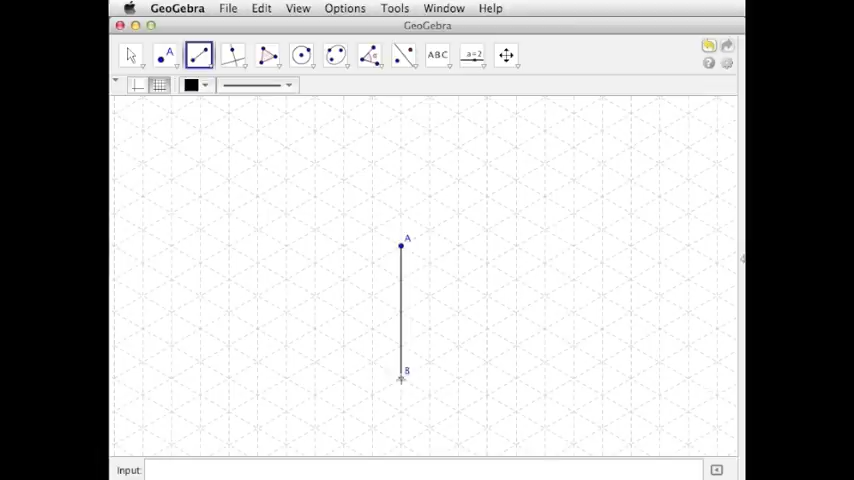 GeoGebra File Edit View Options Tools Window Help
GeoGebra
A
ABC
a=2
A
B
Input: